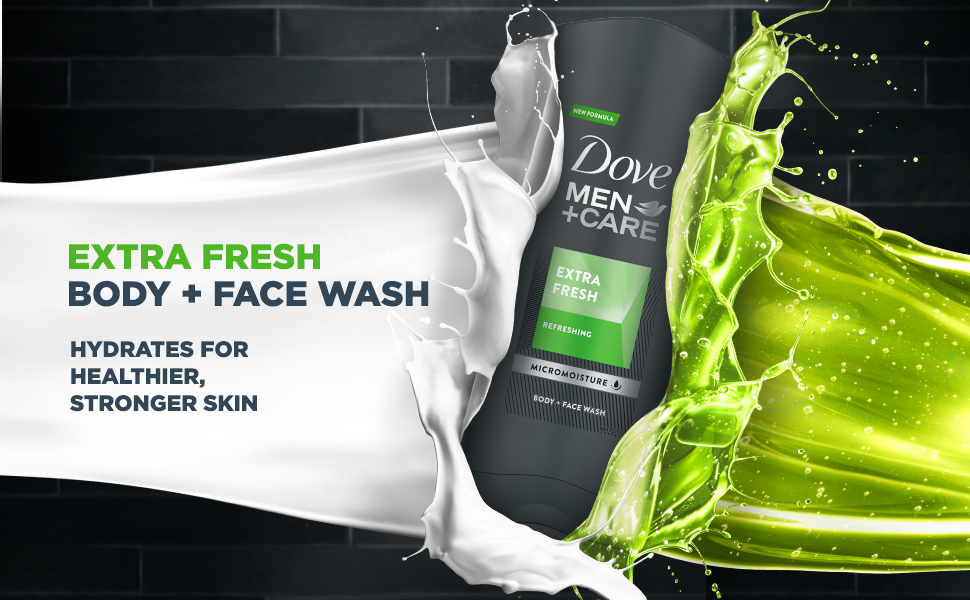 EXTRA FRESH
BODY + FACE WASH
HYDRATES FOR
HEALTHIER,
STRONGER SKIN
NEW FORMULA
Dove
MEN
+CARE
EXTRA
FRESH
REFRESHING
MICROMOISTURE
BODY + FACE WASH